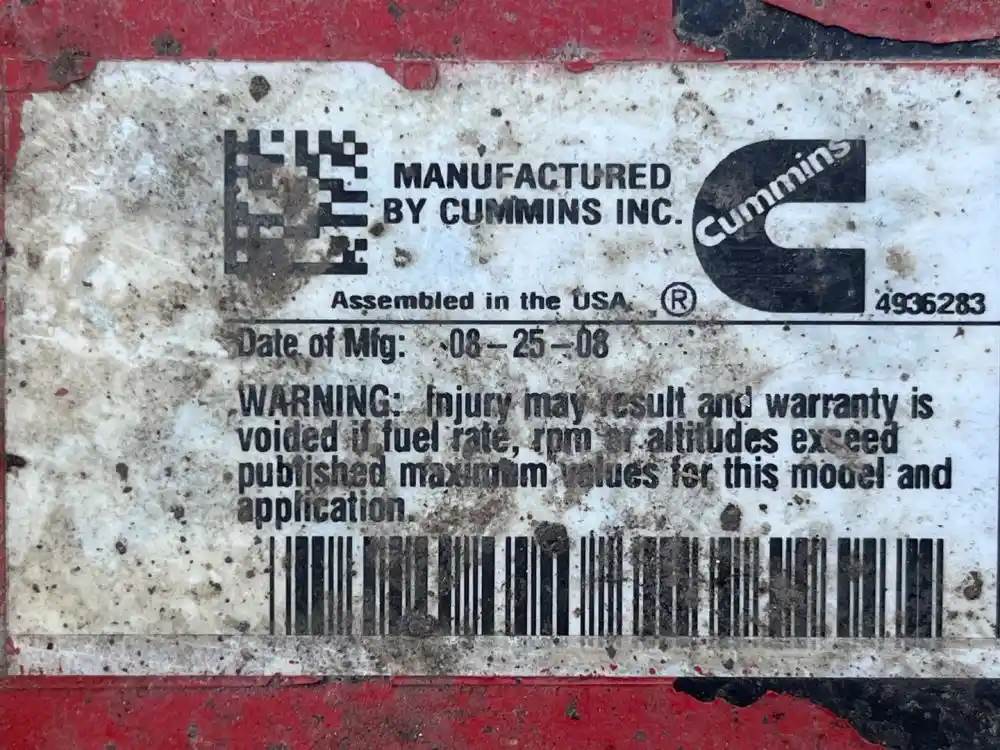 MANUFACTURED
BY CUMMINS INC.
Cummins
Assembled in the USA ®
4936283
Date of Mfg: 08-25-08
WARNING: Injury may result and warranty is
voided if fuel rate, rpm or altitudes exceed
published maximum values for this model and
application.